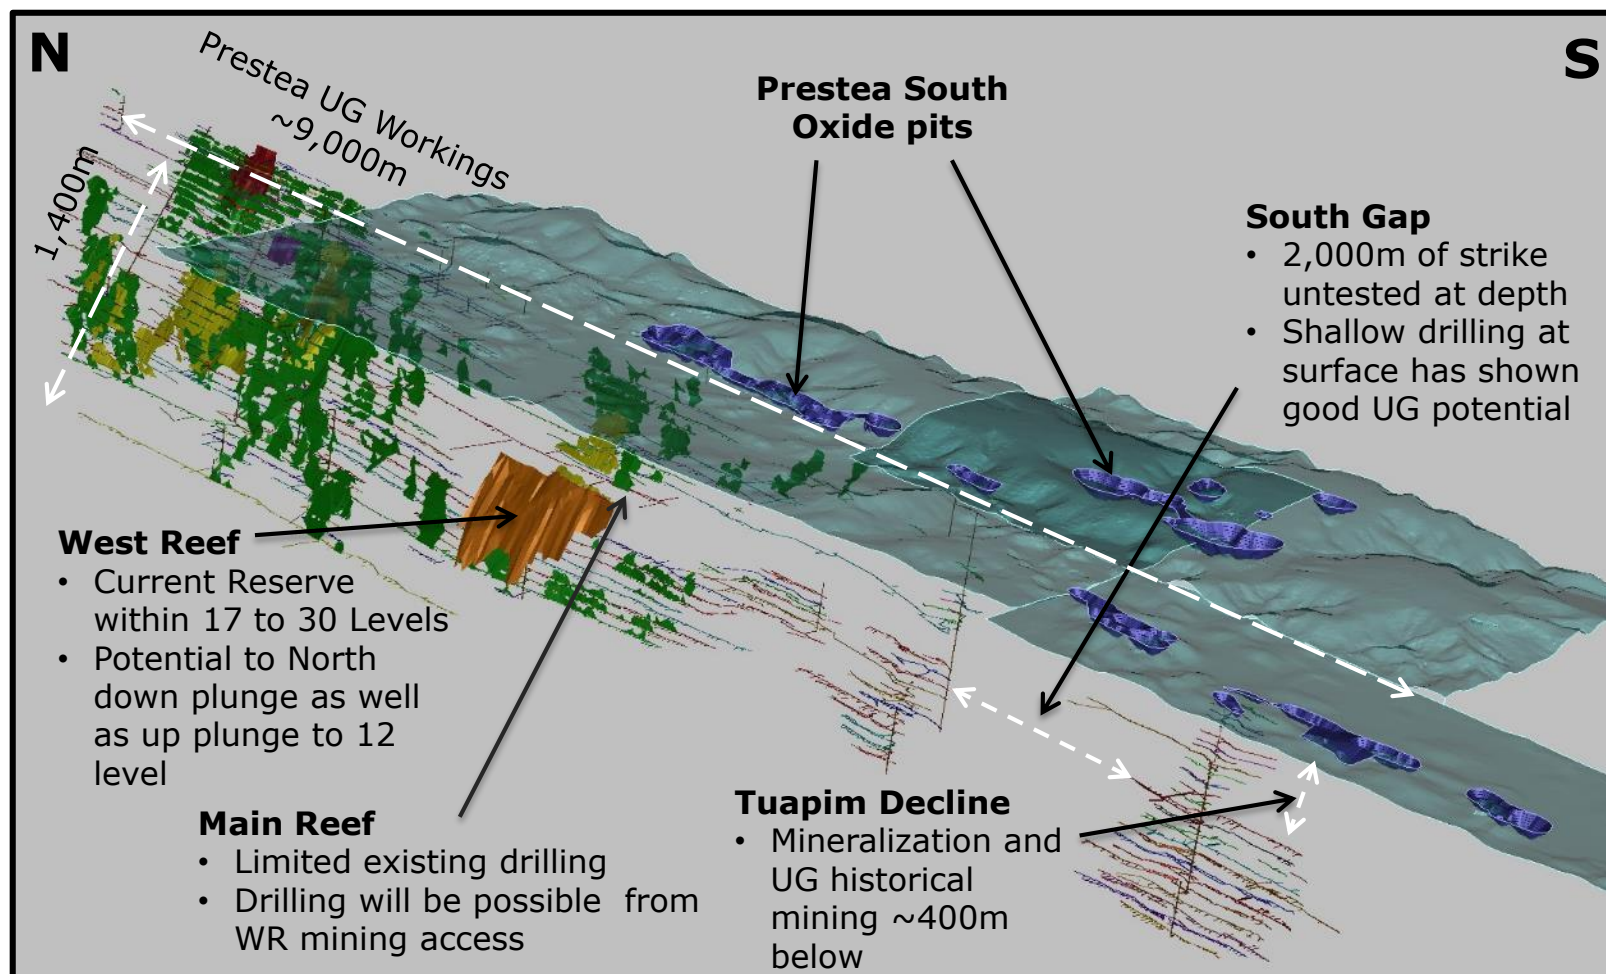 N
S
Prestea UG Workings
~9,000m
1,400m
Prestea South
Oxide pits
South Gap
• 2,000m of strike
untested at depth
• Shallow drilling at
surface has shown
good UG potential
West Reef
• Current Reserve
within 17 to 30 Levels
• Potential to North
down plunge as well
as up plunge to 12
level
Main Reef
• Limited existing drilling
• Drilling will be possible from
WR mining access
Tuapim Decline
• Mineralization and
UG historical
mining ~400m
below